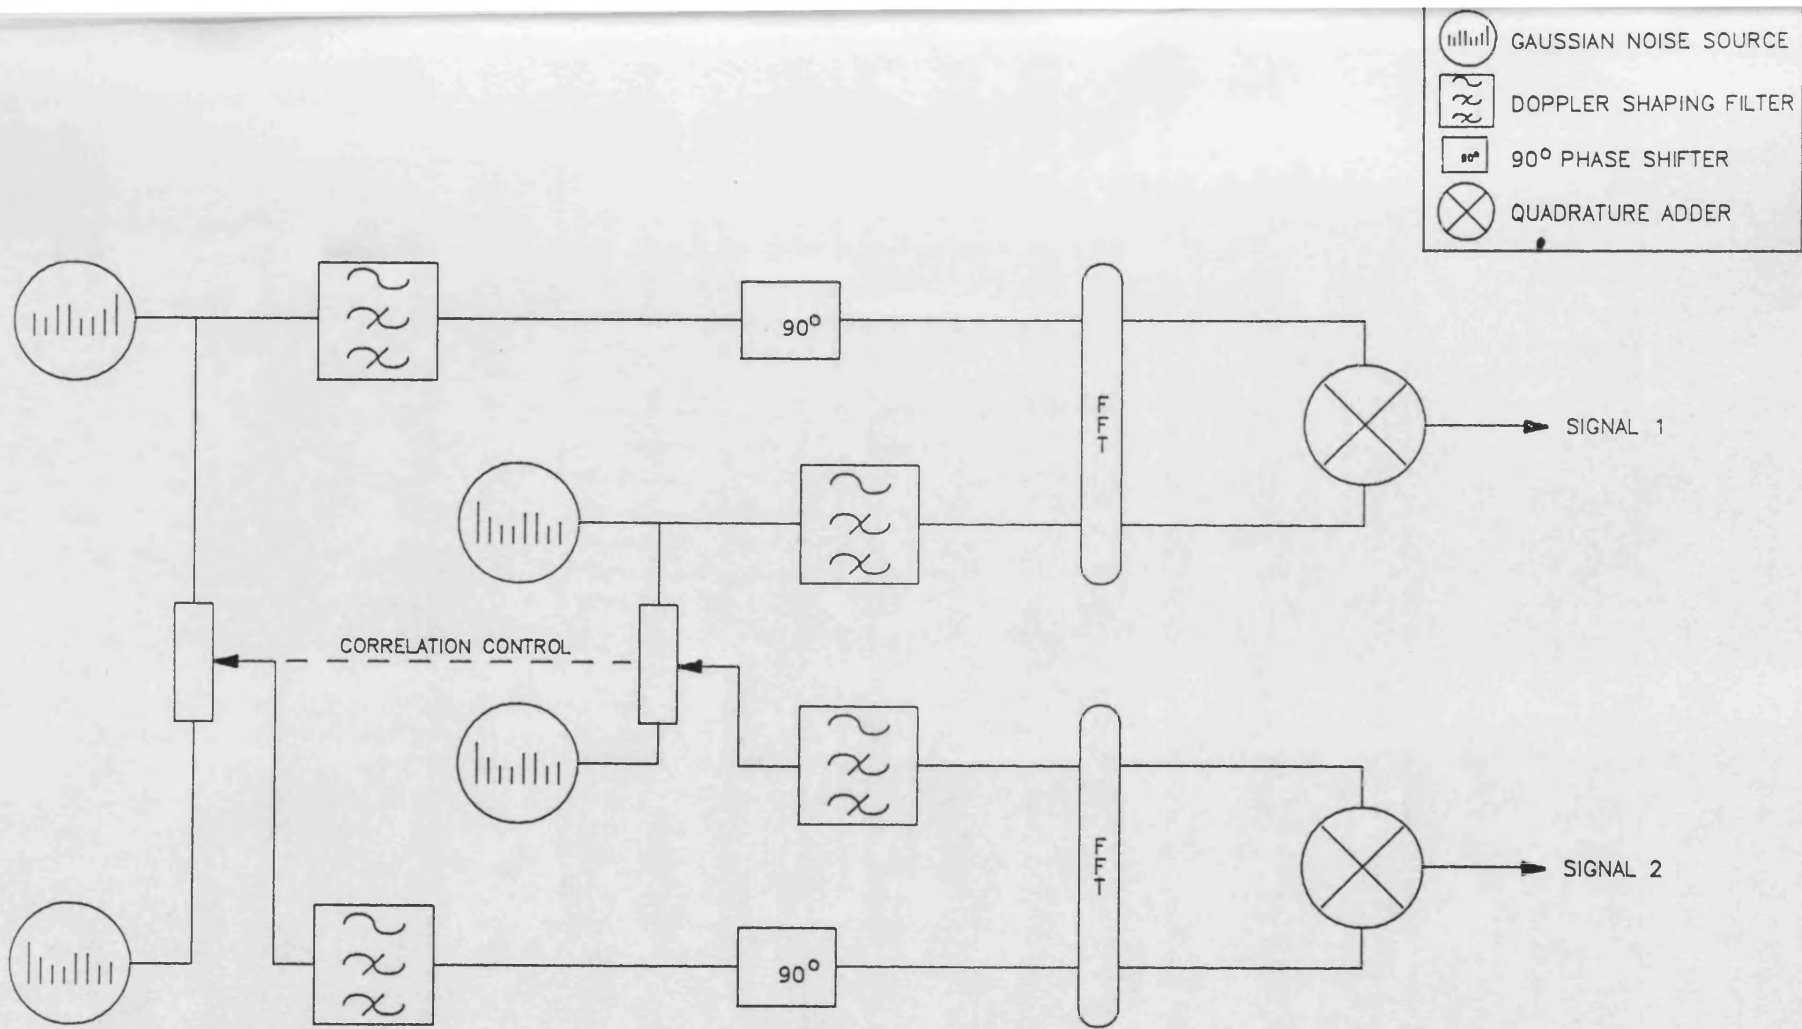 GAUSSIAN NOISE SOURCE
DOPPLER SHAPING FILTER
90° 90° PHASE SHIFTER
QUADRATURE ADDER
90°
FFT
SIGNAL 1
CORRELATION CONTROL
FFT
SIGNAL 2
90°